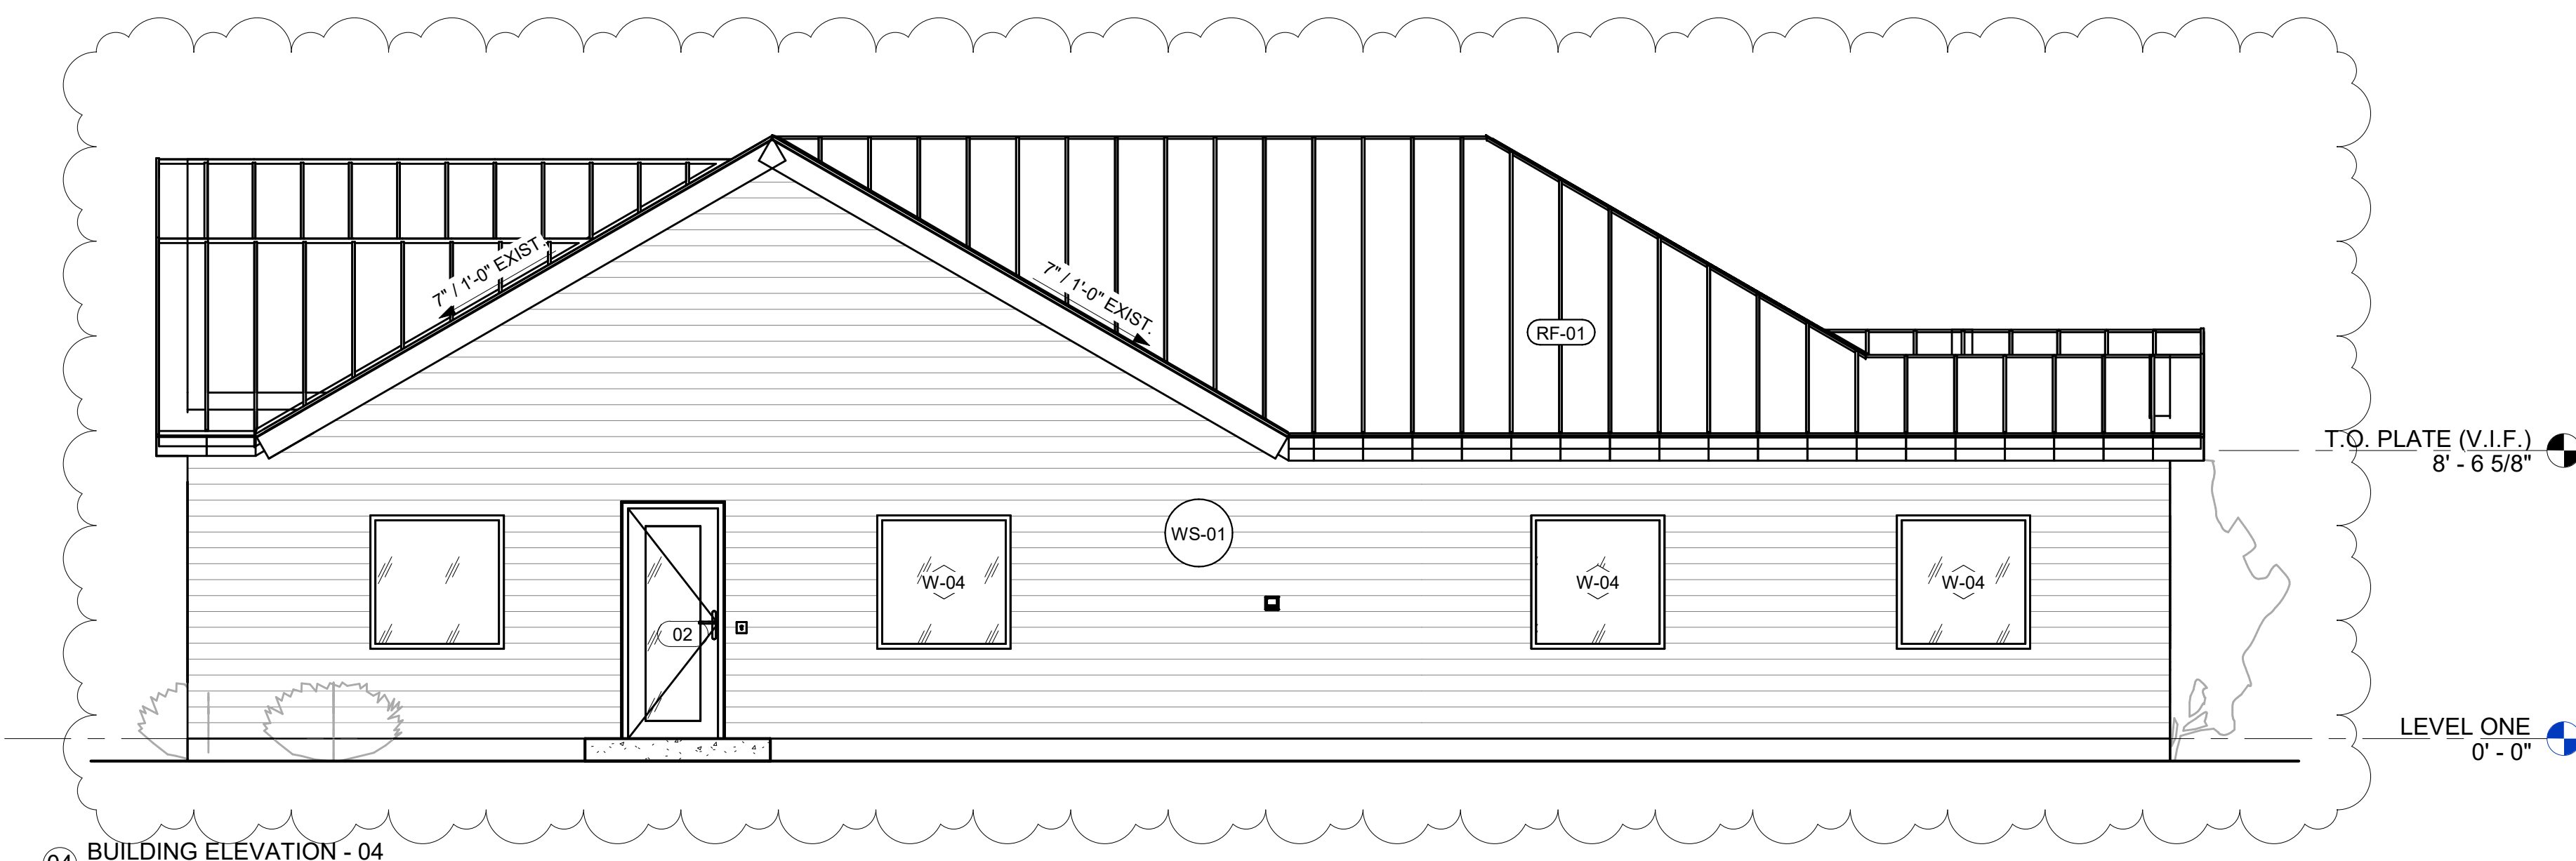 7" / 1'-0" EXIST.
7" / 1'-0" EXIST.
RF-01
T.O. PLATE (V.I.F.)
8' - 6 5/8"
WS-01
W-04
W-04
W-04
02
LEVEL ONE
0' - 0"
04 BUILDING ELEVATION - 04